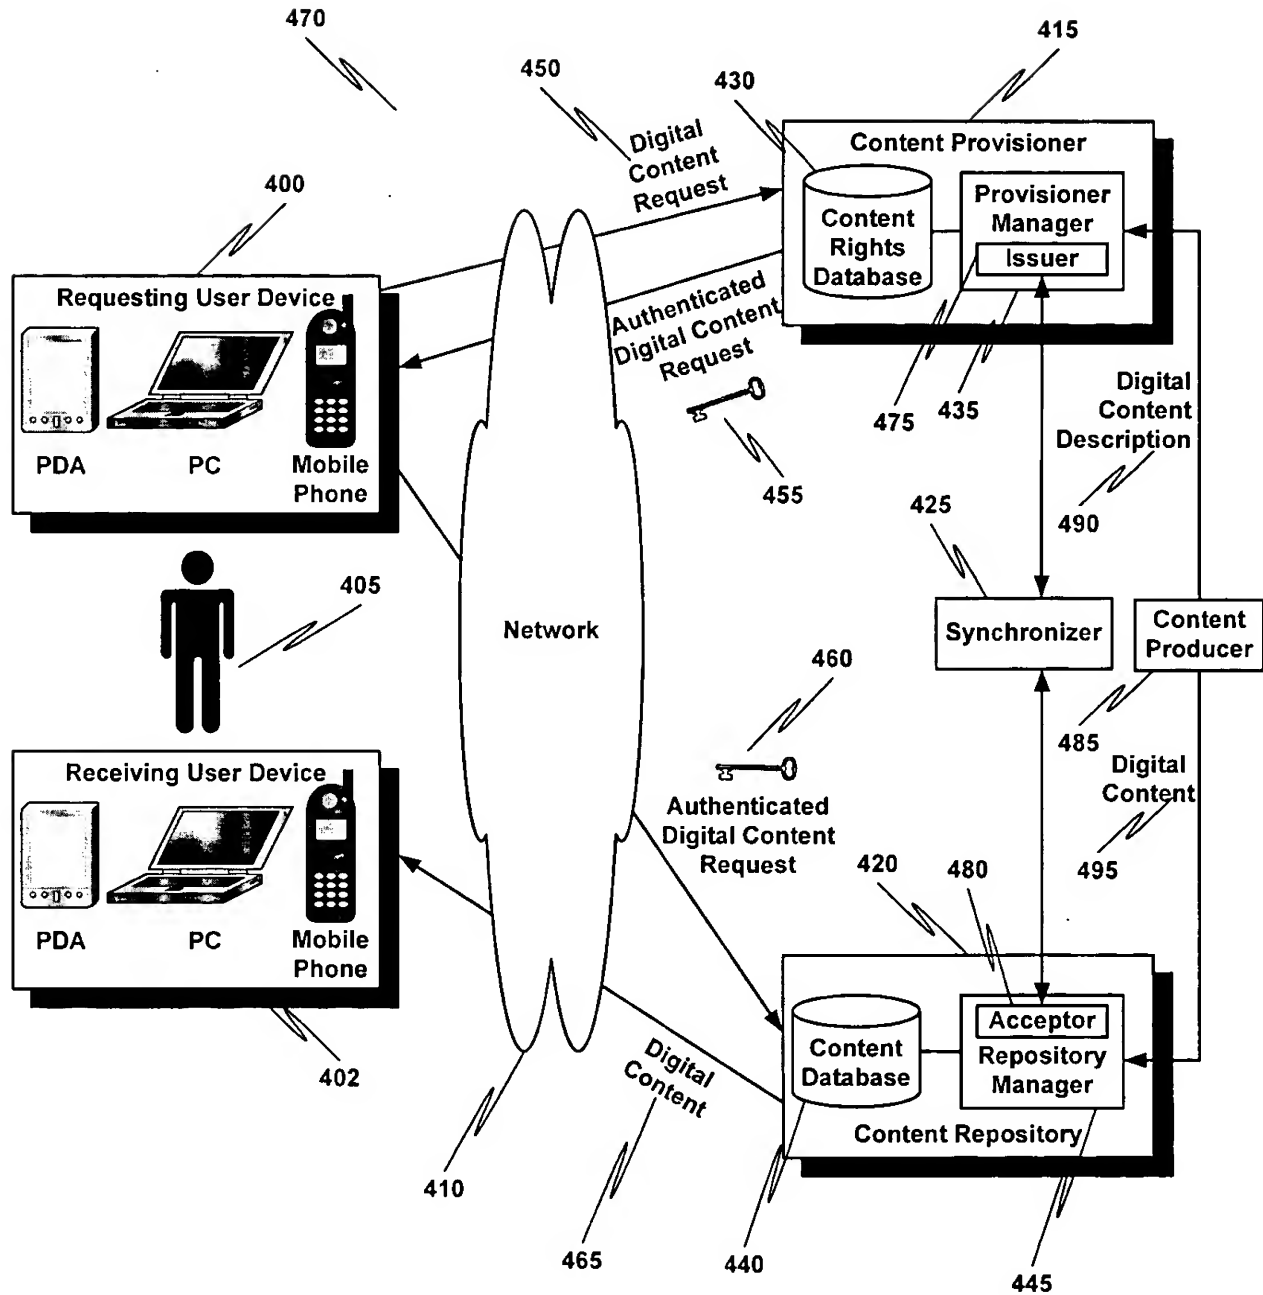 470
415
450
430
Digital
Content
Request
Content Provisioner
400
Content
Rights
Database
Provisioner
Manager
Issuer
Requesting User Device
Authenticated
Digital Content
Request
PDA
PC
Mobile
Phone
475
435
Digital
Content
Description
455
425
490
405
Network
Synchronizer
Content
Producer
460
485
Receiving User Device
Digital
Content
Authenticated
Digital Content
Request
420
480
495
PDA
PC
Mobile
Phone
Acceptor
Content
Database
Repository
Manager
402
Digital
Content
Content Repository
410
465
440
445